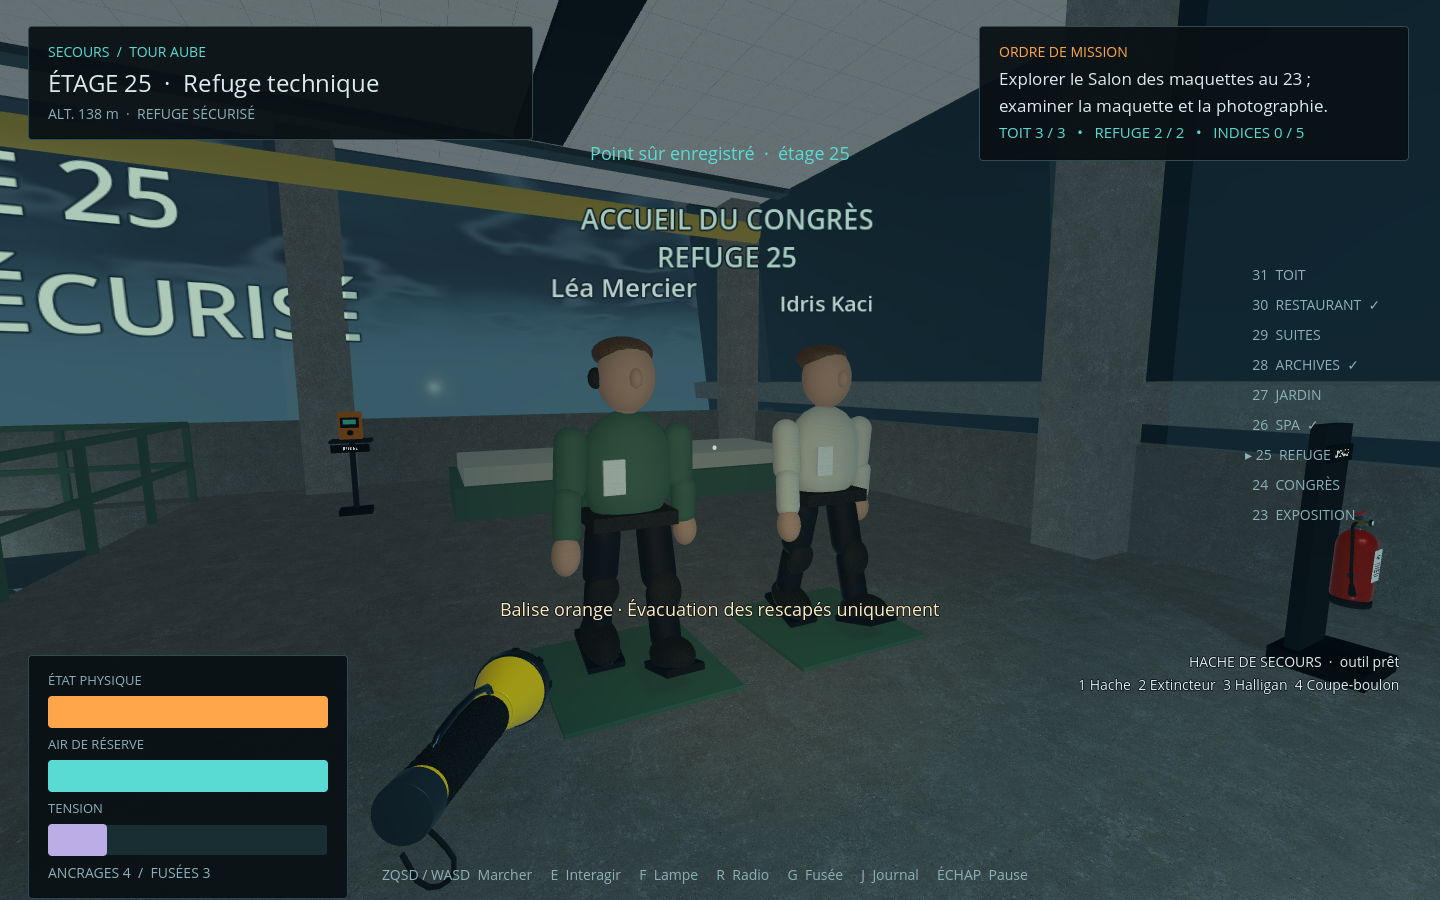 SECOURS / TOUR AUBE
ÉTAGE 25 · Refuge technique
ALT. 138 m · REFUGE SÉCURISÉ
ORDRE DE MISSION
Explorer le Salon des maquettes au 23 ;
examiner la maquette et la photographie.
TOIT 3 / 3 • REFUGE 2 / 2 • INDICES 0 / 5
Point sûr enregistré · étage 25
E 25
ÉCURISÉ
ACCUEIL DU CONGRÈS
REFUGE 25
Léa Mercier
Idris Kaci
31 TOIT
30 RESTAURANT ✓
29 SUITES
28 ARCHIVES ✓
27 JARDIN
26 SPA ✓
▸ 25 REFUGE
24 CONGRÈS
23 EXPOSITION
Balise orange · Évacuation des rescapés uniquement
HACHE DE SECOURS · outil prêt
1 Hache 2 Extincteur 3 Halligan 4 Coupe-boulon
ÉTAT PHYSIQUE
AIR DE RÉSERVE
TENSION
ANCRAGES 4 / FUSÉES 3
ZQSD / WASD Marcher E Interagir F Lampe R Radio G Fusée J Journal ÉCHAP Pause